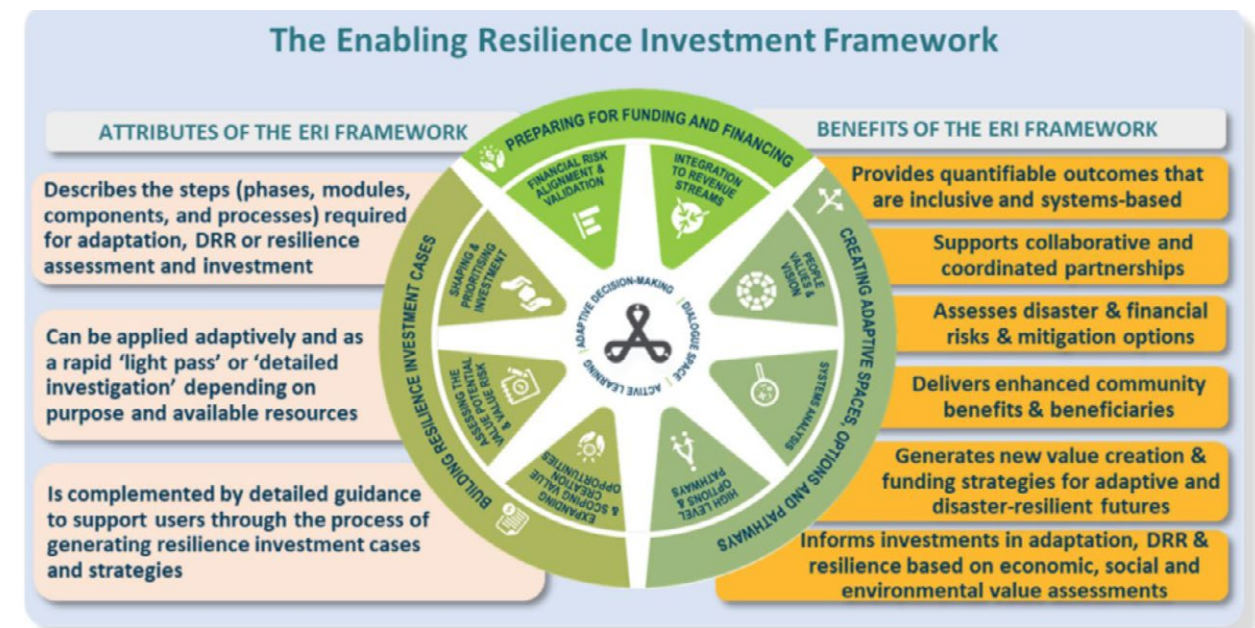 The Enabling Resilience Investment Framework
ATTRIBUTES OF THE ERI FRAMEWORK
Describes the steps (phases, modules,
components, and processes) required
for adaptation, DRR or resilience
assessment and investment
Can be applied adaptively and as
a rapid ‘light pass’ or ‘detailed
investigation’ depending on
purpose and available resources
Is complemented by detailed guidance
to support users through the process of
generating resilience investment cases
and strategies
PREPARING FOR FUNDING AND FINANCING
FINANCIAL RISK
ALIGNMENT &
VALIDATION
INTEGRATION
TO REVENUE
STREAMS
CREATING ADAPTIVE SPACES, OPTIONS AND PATHWAYS
PEOPLE
VALUES &
VISION
SYSTEMS ANALYSIS
HIGH LEVEL
OPTIONS &
PATHWAYS
BUILDING RESILIENCE INVESTMENT CASES
EXPANDING VALUE
& SCOPING VALUE
CREATION
OPPORTUNITIES
ASSESSING THE
VALUE POTENTIAL
& VALUE RISK
SHAPING &
PRIORITISING
INVESTMENT
ADAPTIVE DECISION-MAKING | DIALOGUE SPACE | ACTIVE LEARNING |
BENEFITS OF THE ERI FRAMEWORK
Provides quantifiable outcomes that
are inclusive and systems-based
Supports collaborative and
coordinated partnerships
Assesses disaster & financial
risks & mitigation options
Delivers enhanced community
benefits & beneficiaries
Generates new value creation &
funding strategies for adaptive and
disaster-resilient futures
Informs investments in adaptation, DRR &
resilience based on economic, social and
environmental value assessments